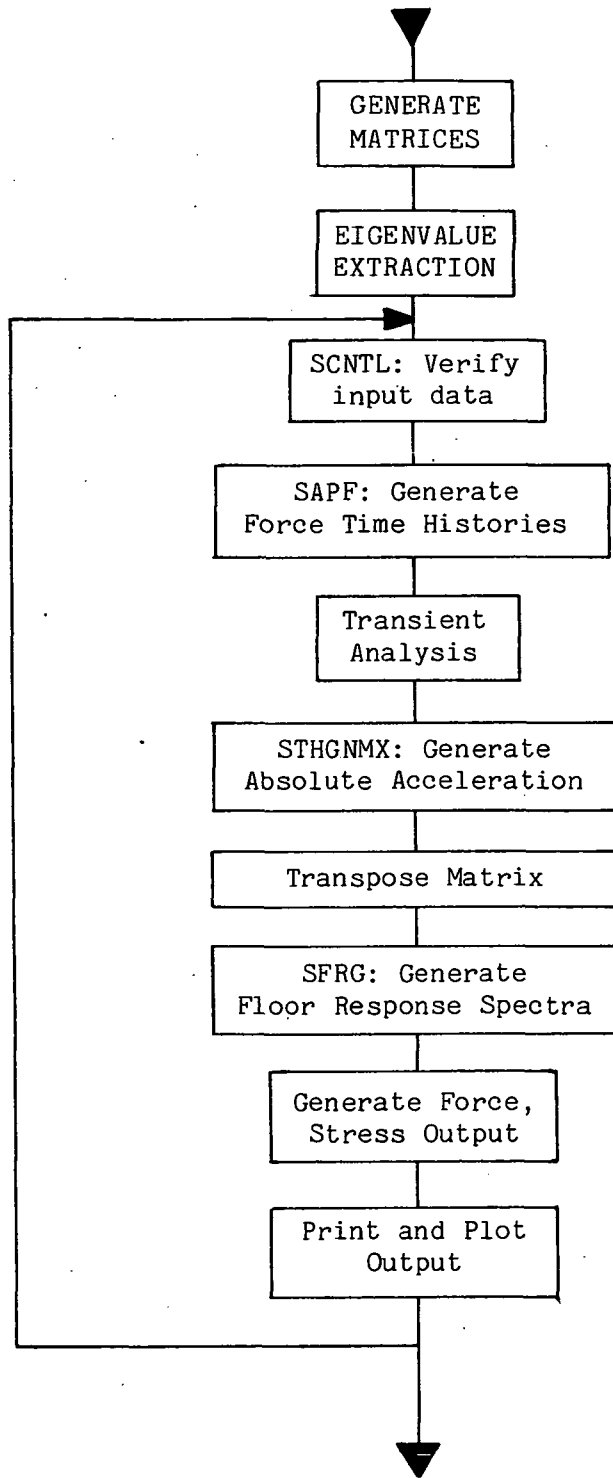 GENERATE
MATRICES
EIGENVALUE
EXTRACTION
SCNTL: Verify
input data
SAPF: Generate
Force Time Histories
Transient
Analysis
STHGNMX: Generate
Absolute Acceleration
Transpose Matrix
SFRG: Generate
Floor Response Spectra
Generate Force,
Stress Output
Print and Plot
Output